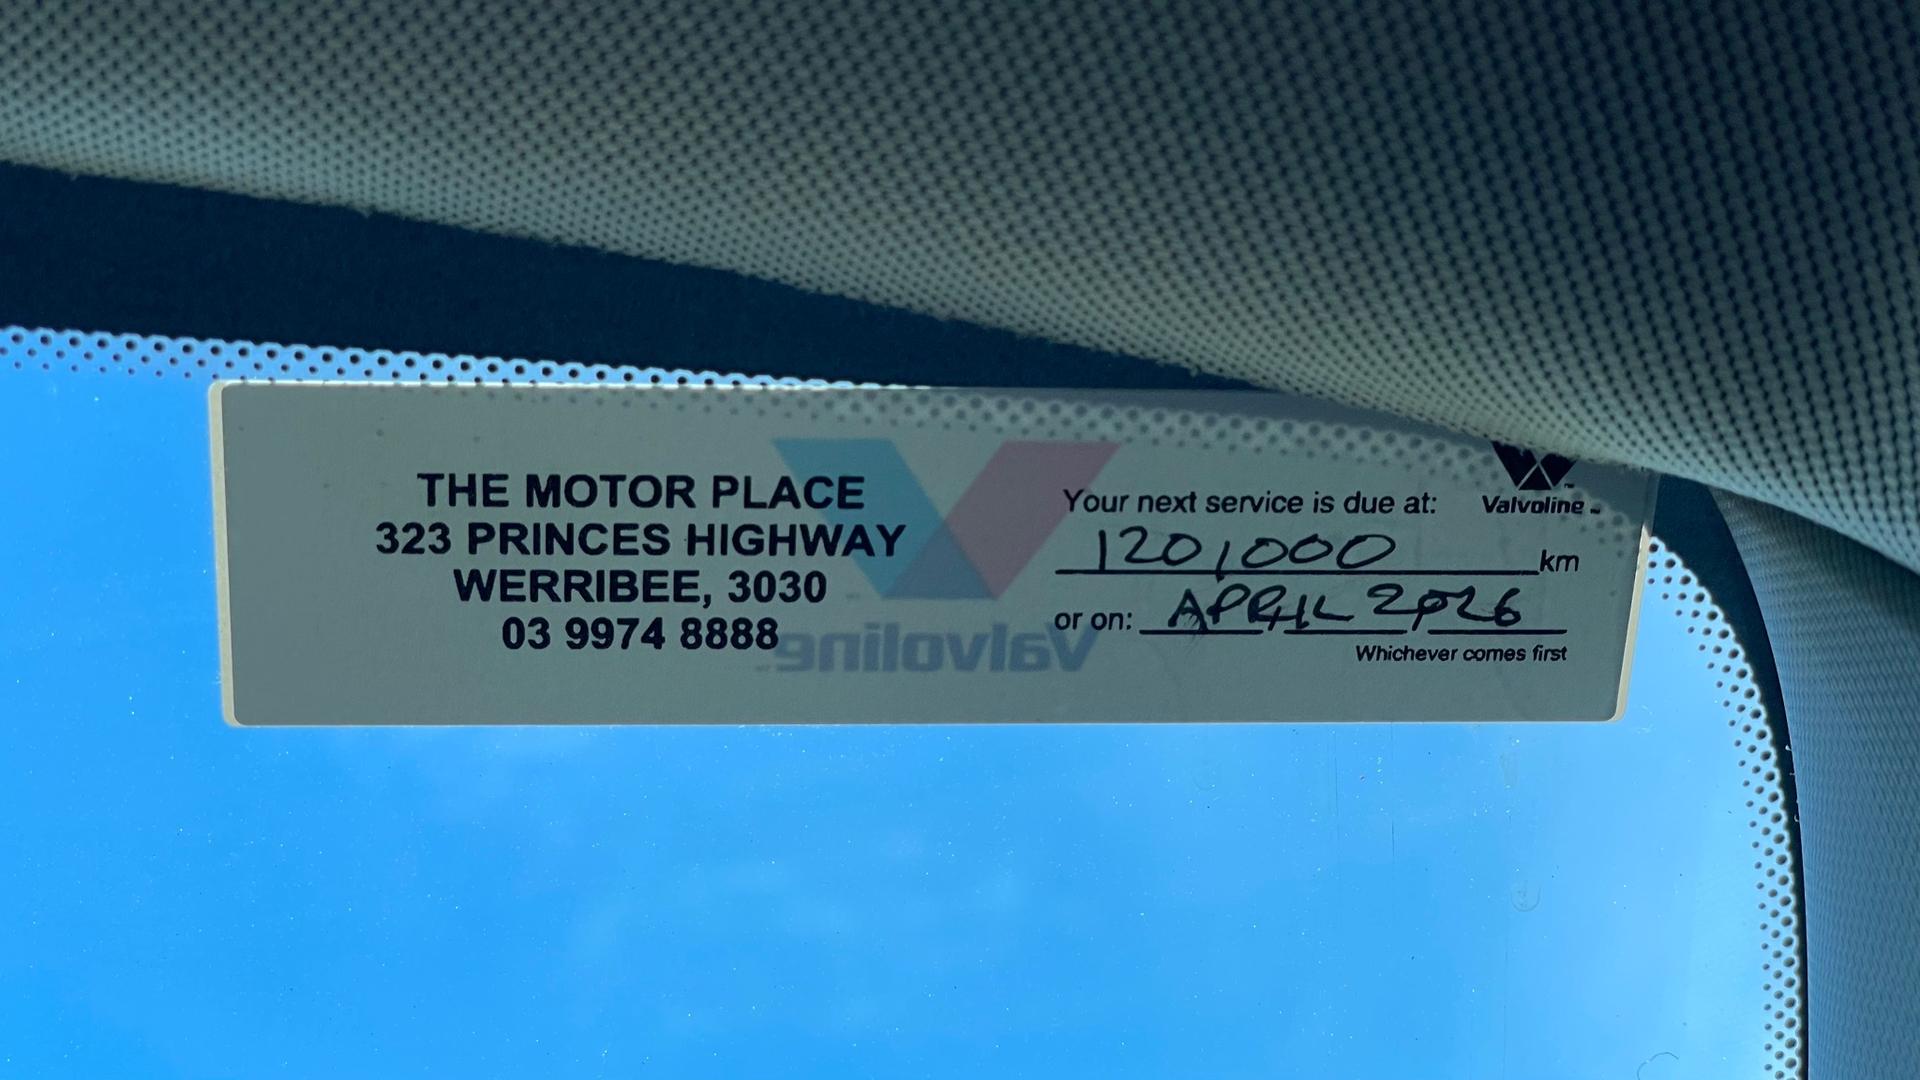 THE MOTOR PLACE
323 PRINCES HIGHWAY
WERRIBEE, 3030
03 9974 8888
Valvoline
Your next service is due at:
120,000 km
or on: APRIL 2026
Whichever comes first
Valvoline™